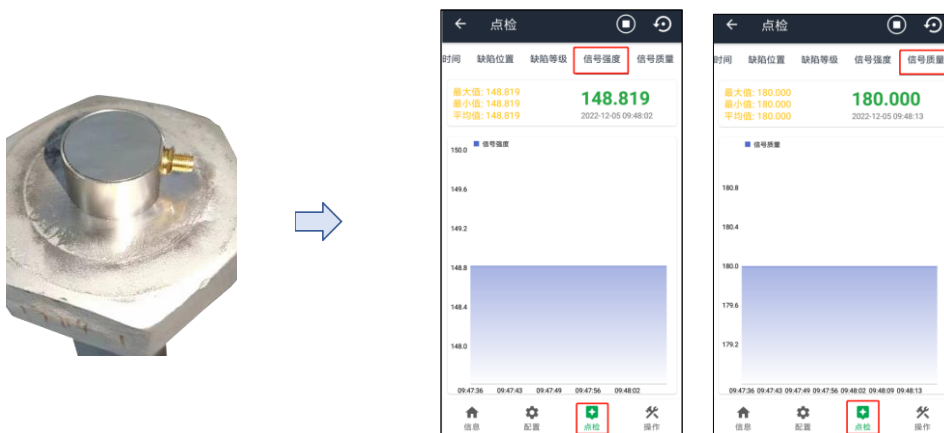 点检
时间 缺陷位置 缺陷等级 信号强度 信号质量
最大值: 148.819
最小值: 148.819
平均值: 148.819
148.819
2022-12-05 09:48:02
信号强度
150.0
149.6
149.2
148.8
148.4
148.0
09:47:36 09:47:43 09:47:49 09:47:56 09:48:02
信息 配置 点检 操作
点检
时间 缺陷位置 缺陷等级 信号强度 信号质量
最大值: 180.000
最小值: 180.000
平均值: 180.000
180.000
2022-12-05 09:48:13
信号质量
180.8
180.4
180.0
179.6
179.2
09:47:36 09:47:43 09:47:49 09:47:56 09:48:02 09:48:09 09:48:13
信息 配置 点检 操作